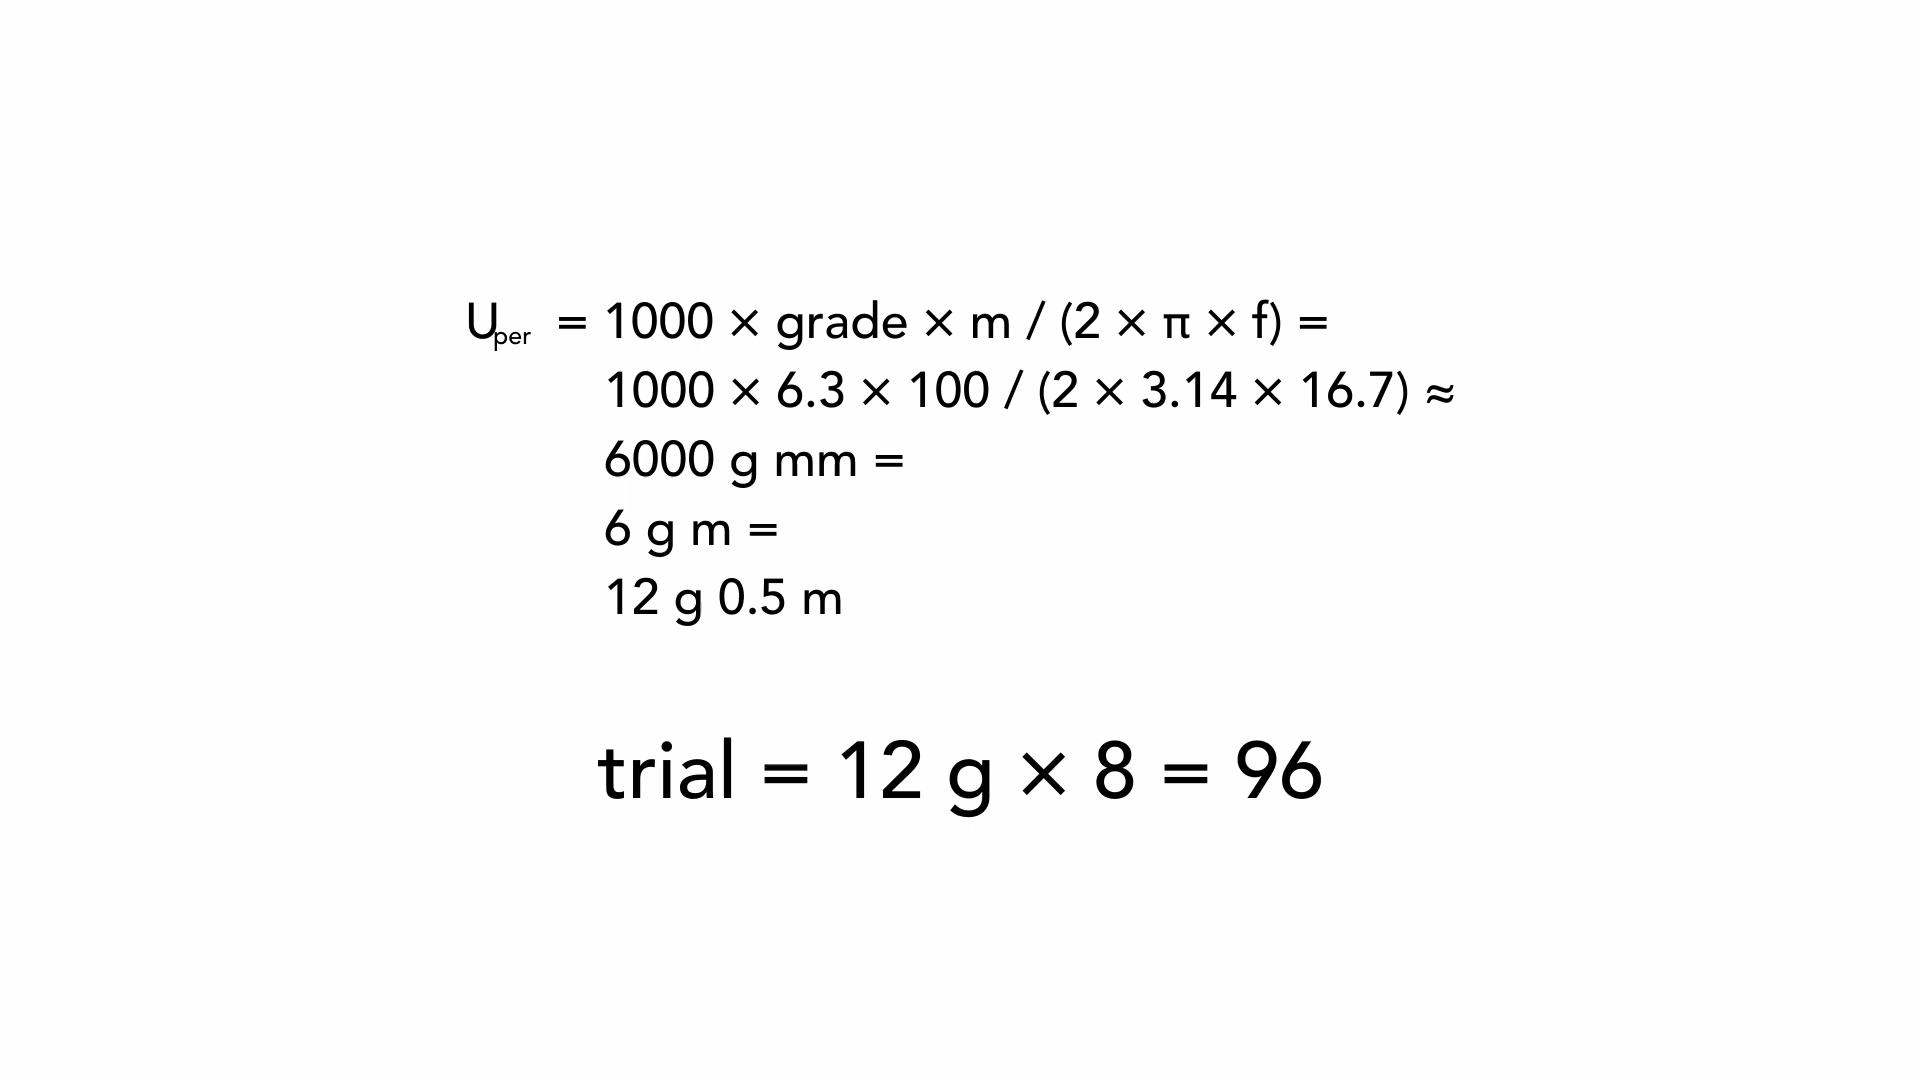 Uper = 1000 × grade × m / (2 × π × f) =
1000 × 6.3 × 100 / (2 × 3.14 × 16.7) ≈
6000 g mm =
6 g m =
12 g 0.5 m
trial = 12 g × 8 = 96